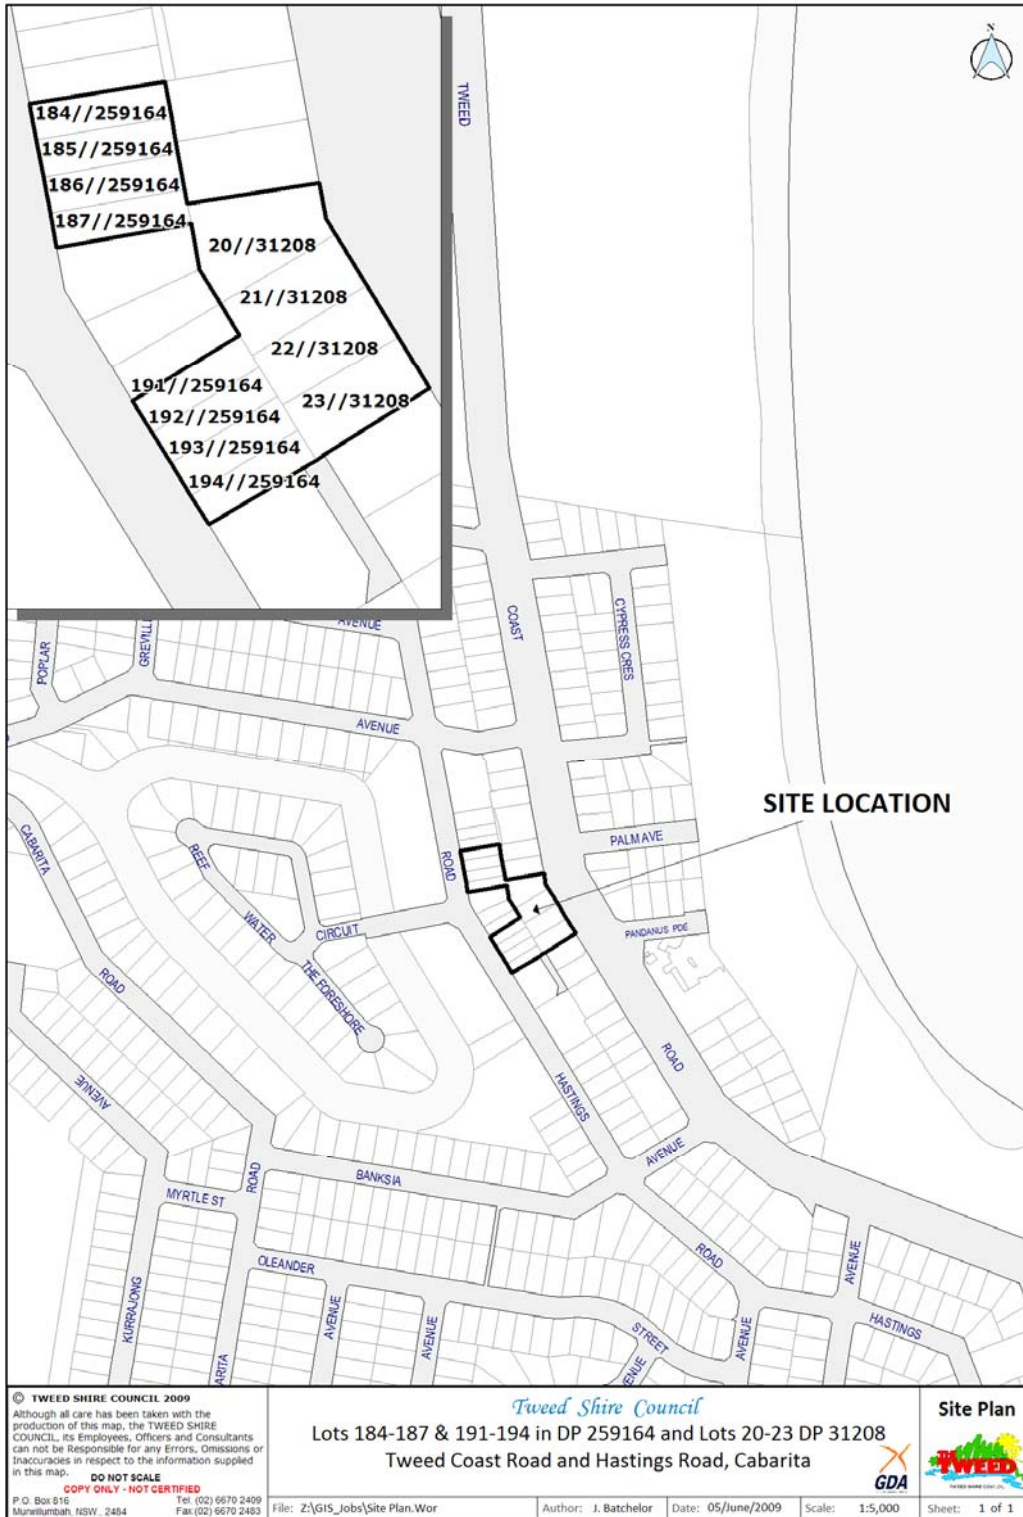 184//259164
185//259164
186//259164
187//259164
20//31208
21//31208
22//31208
23//31208
191//259164
192//259164
193//259164
194//259164
N
TWEED
COAST
CYPRESS CRES
AVENUE
POPLAR
AVENUE
SITE LOCATION
PALM AVE
CABARITA
REEF
ROAD
WATER
CIRCUIT
THE FORESHORE
PANDANUS PDE
ROAD
ROAD
HASTINGS
AVENUE
AVENUE
BANKSIA
ROAD
MYRTLE ST
OLEANDER
ROAD
AVENUE
KURRAJONG
AVENUE
AVENUE
STREET
AVENUE
HASTINGS
ARITA
ENUE
© TWEED SHIRE COUNCIL 2009
Although all care has been taken with the
production of this map, the TWEED SHIRE
COUNCIL, its Employees, Officers and Consultants
can not be Responsible for any Errors, Omissions or
Inaccuracies in respect to the information supplied
in this map.
DO NOT SCALE
COPY ONLY - NOT CERTIFIED
P.O. Box 816 Tel: (02) 6670 2409
Murwillumbah, NSW, 2484 Fax:(02) 6670 2483
Tweed Shire Council
Lots 184-187 & 191-194 in DP 259164 and Lots 20-23 DP 31208
Tweed Coast Road and Hastings Road, Cabarita
GDA
File: Z:\GIS_Jobs\Site Plan.Wor
Author: J. Batchelor
Date: 05/June/2009
Scale: 1:5,000
Site Plan
TWEED
Sheet: 1 of 1